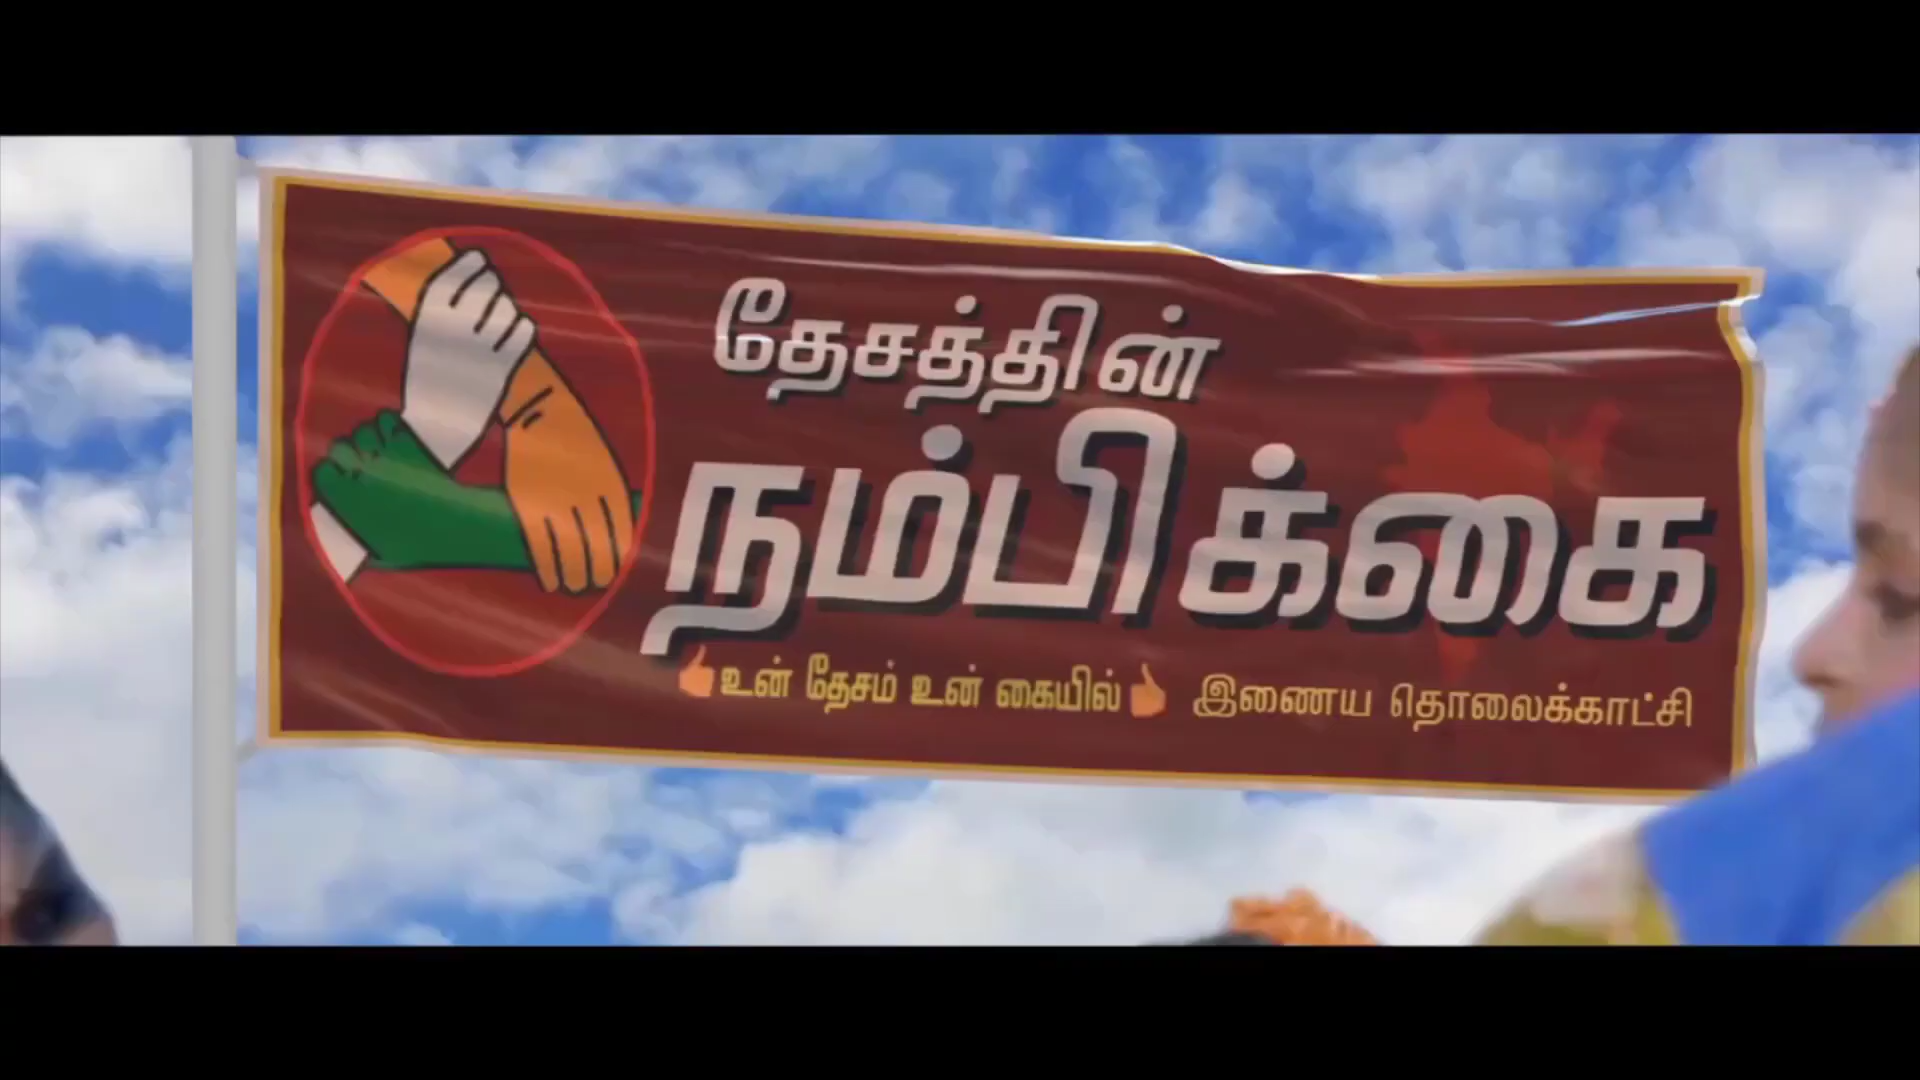 தேசத்தின்
நம்பிக்கை
உன் தேசம் உன் கையில் இணைய தொலைக்காட்சி